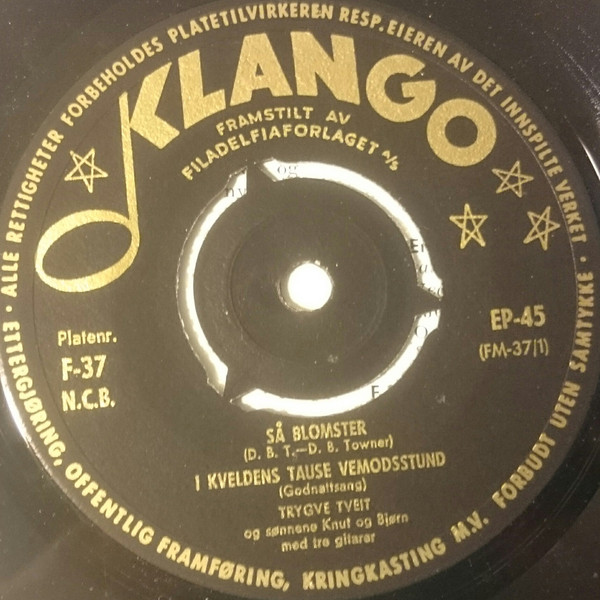 • ALLE RETTIGHETER FORBEHOLDES PLATETILVIRKEREN RESP. EIEREN AV DET INNSPILTE VERKET •
KLANGO
FRAMSTILT AV
FILADELFIAFORLAGET A/S
og
Platenr.
F-37
N.C.B.
EP-45
(FM-37/1)
SÅ BLOMSTER
(D. B. T.—D. B. Towner)
I KVELDENS TAUSE VEMODSSTUND
(Godnattsang)
TRYGVE TVEIT
og sønnene Knut og Bjørn
med tre gitarer
ETTERGJØRING, OFFENTLIG FRAMFØRING, KRINGKASTING M.V. FORBUDT UTEN SAMTYKKE